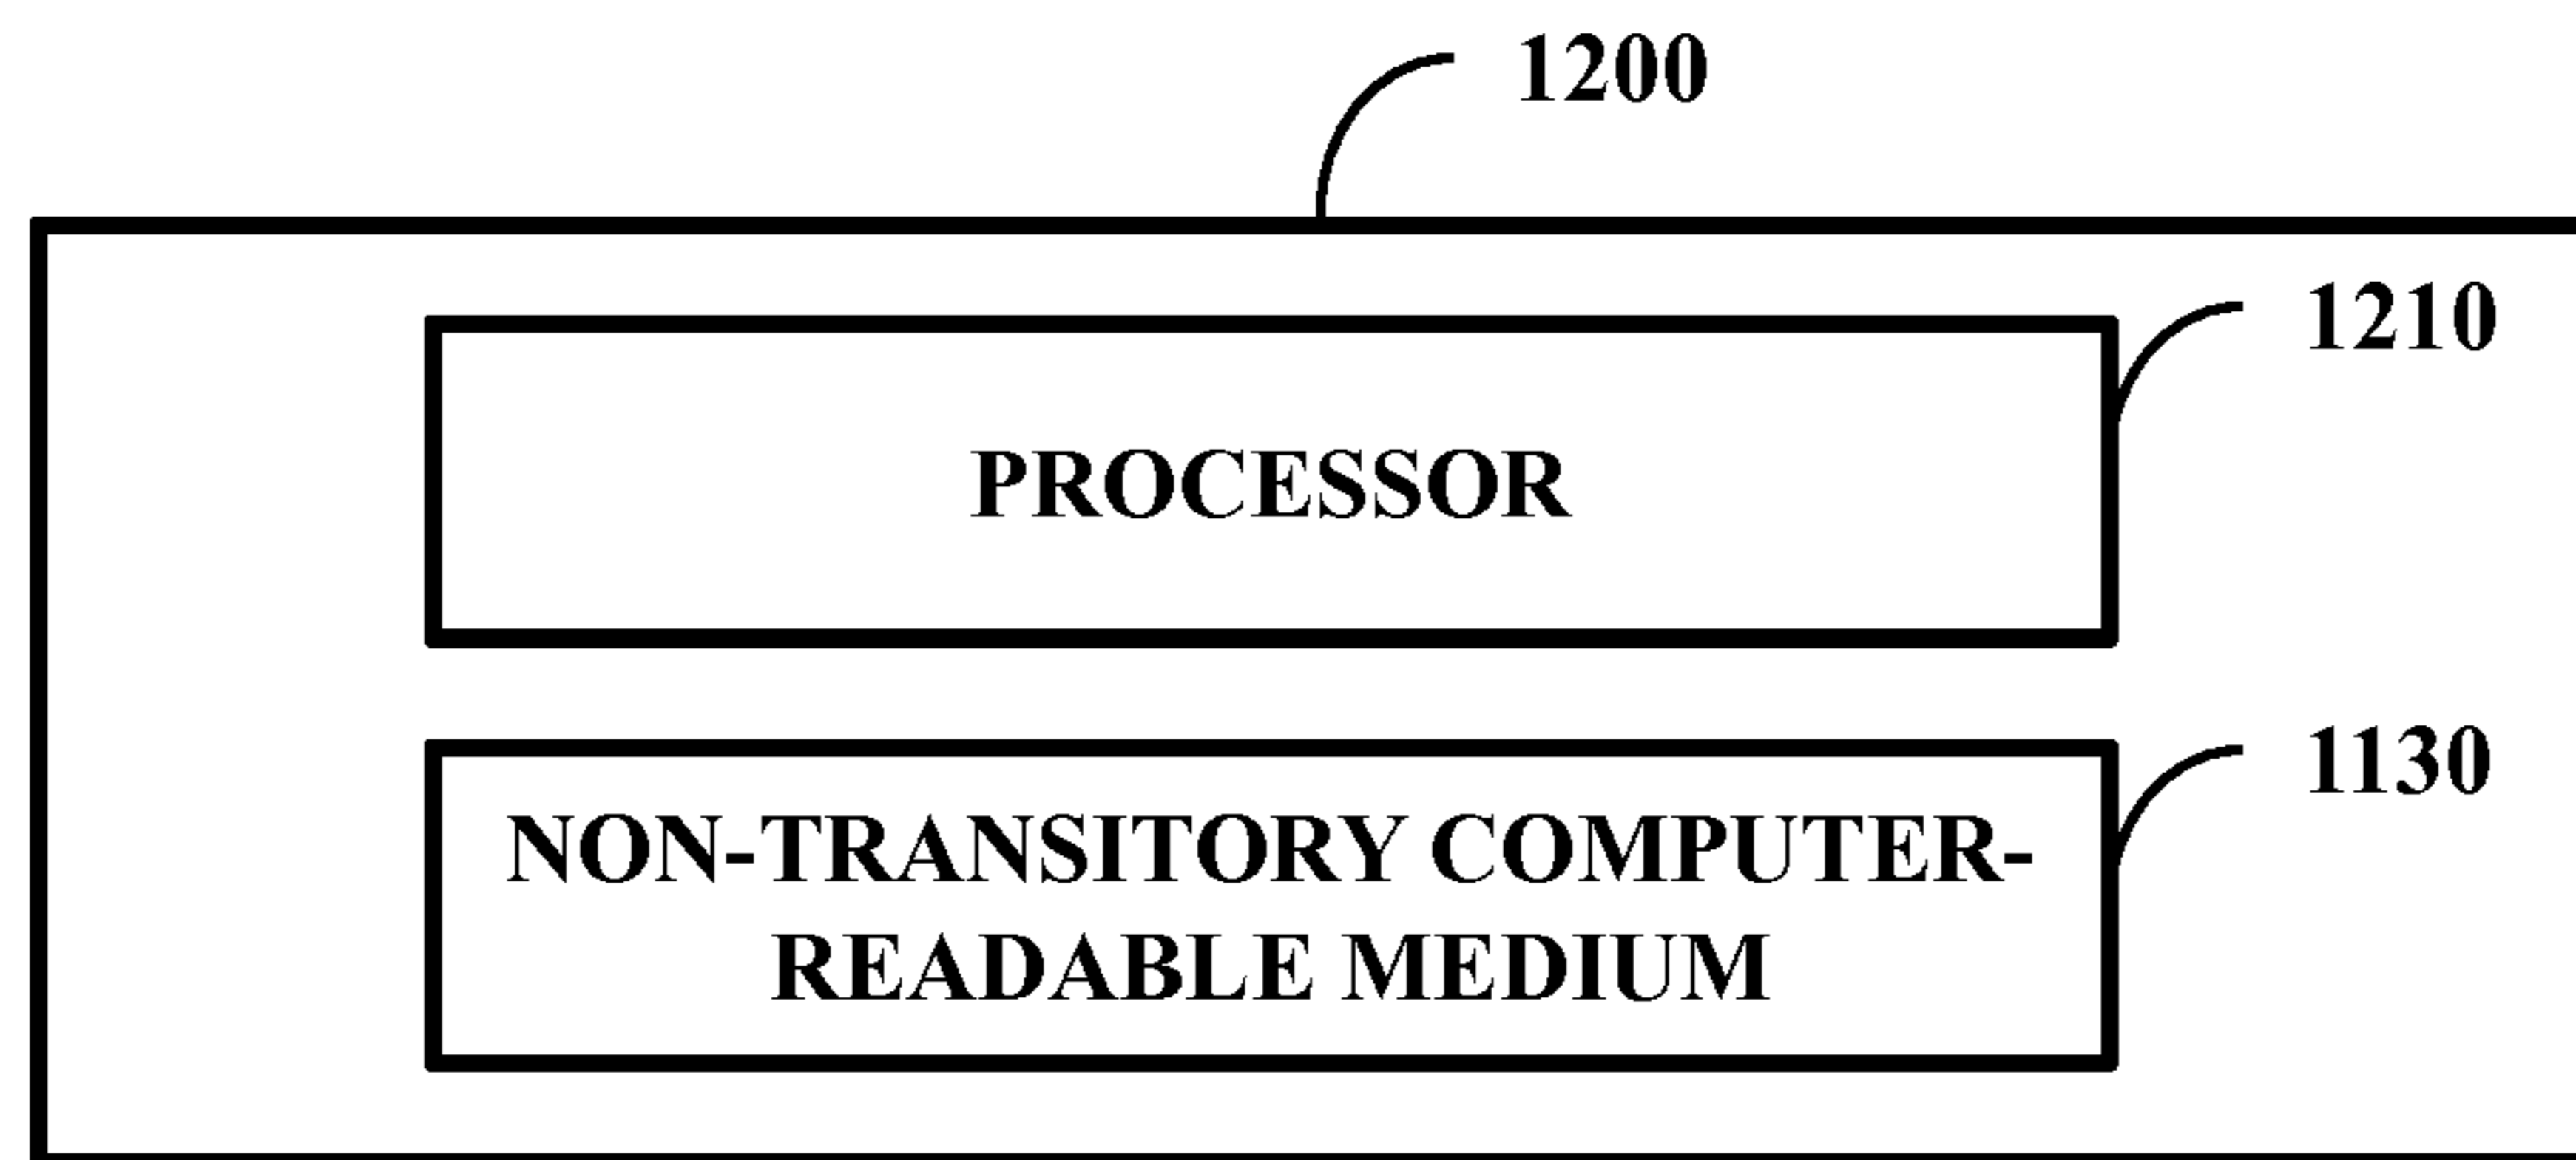 1200
1210
PROCESSOR
1130
NON-TRANSITORY COMPUTER-
READABLE MEDIUM